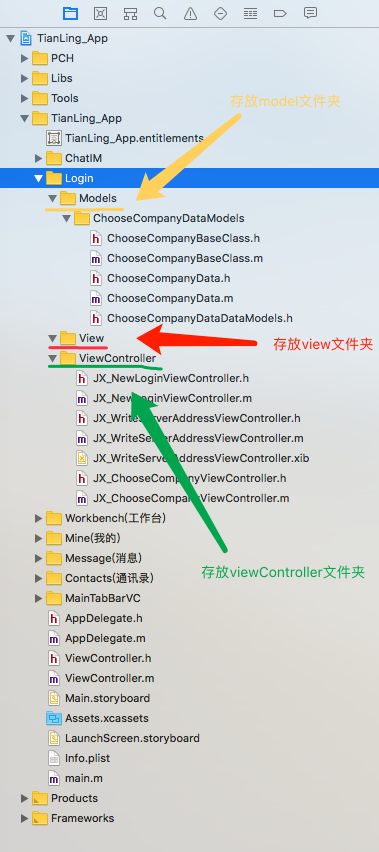 TianLing_App
PCH
Libs
Tools
TianLing_App
存放model文件夹
TianLing_App.entitlements
ChatIM
Login
Models
ChooseCompanyDataModels
ChooseCompanyBaseClass.h
ChooseCompanyBaseClass.m
ChooseCompanyData.h
ChooseCompanyData.m
ChooseCompanyDataDataModels.h
View
存放view文件夹
ViewController
JX_NewLoginViewController.h
JX_NewLoginViewController.m
JX_WriteServerAddressViewController.h
JX_WriteServerAddressViewController.m
JX_WriteServerAddressViewController.xib
JX_ChooseCompanyViewController.h
JX_ChooseCompanyViewController.m
Workbench(工作台)
Mine(我的)
Message(消息)
Contacts(通讯录)
存放viewController文件夹
MainTabBarVC
AppDelegate.h
AppDelegate.m
ViewController.h
ViewController.m
Main.storyboard
Assets.xcassets
LaunchScreen.storyboard
Info.plist
main.m
Products
Frameworks